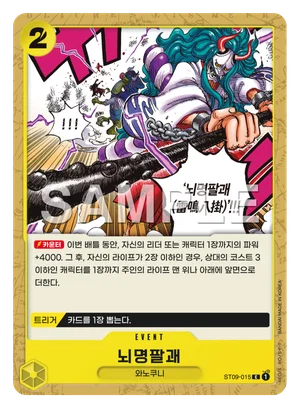 2
!!!
‘뇌명팔괘
(雷鳴八掛)’!!
SAMPLE
카운터 이번 배틀 동안, 자신의 리더 또는 캐릭터 1장까지의 파워
+4000. 그 후, 자신의 라이프가 2장 이하인 경우, 상대의 코스트 3
이하인 캐릭터를 1장까지 주인의 라이프 맨 위나 아래에 앞면으로
더한다.
트리거 카드를 1장 뽑는다.
EVENT
뇌명팔괘
와노쿠니
ST09-015 C 1